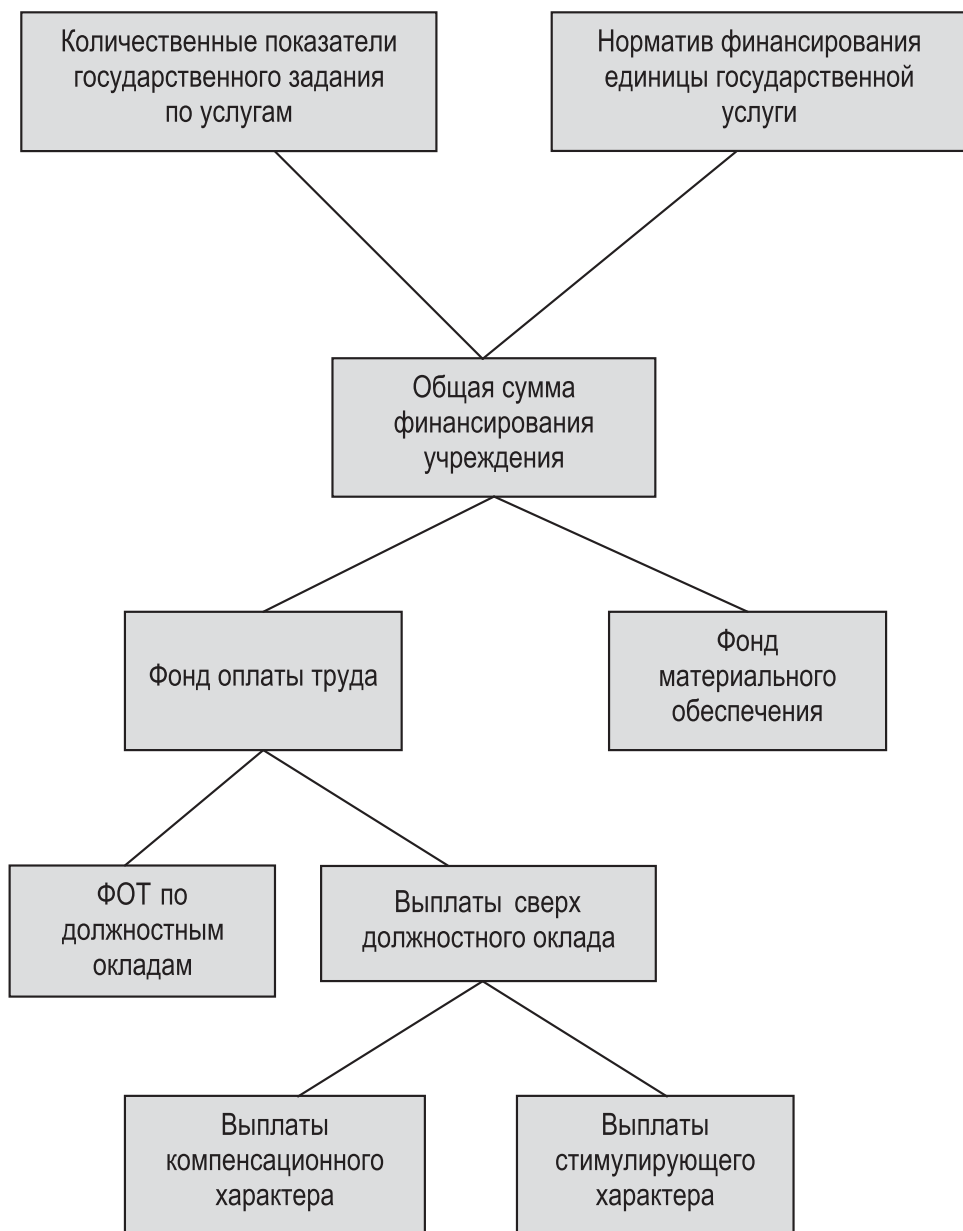 Количественные показатели
государственного задания
по услугам
Норматив финансирования
единицы государственной
услуги
Общая сумма
финансирования
учреждения
Фонд оплаты труда
Фонд
материального
обеспечения
ФОТ по
должностным
окладам
Выплаты сверх
должностного оклада
Выплаты
компенсационного
характера
Выплаты
стимулирующего
характера